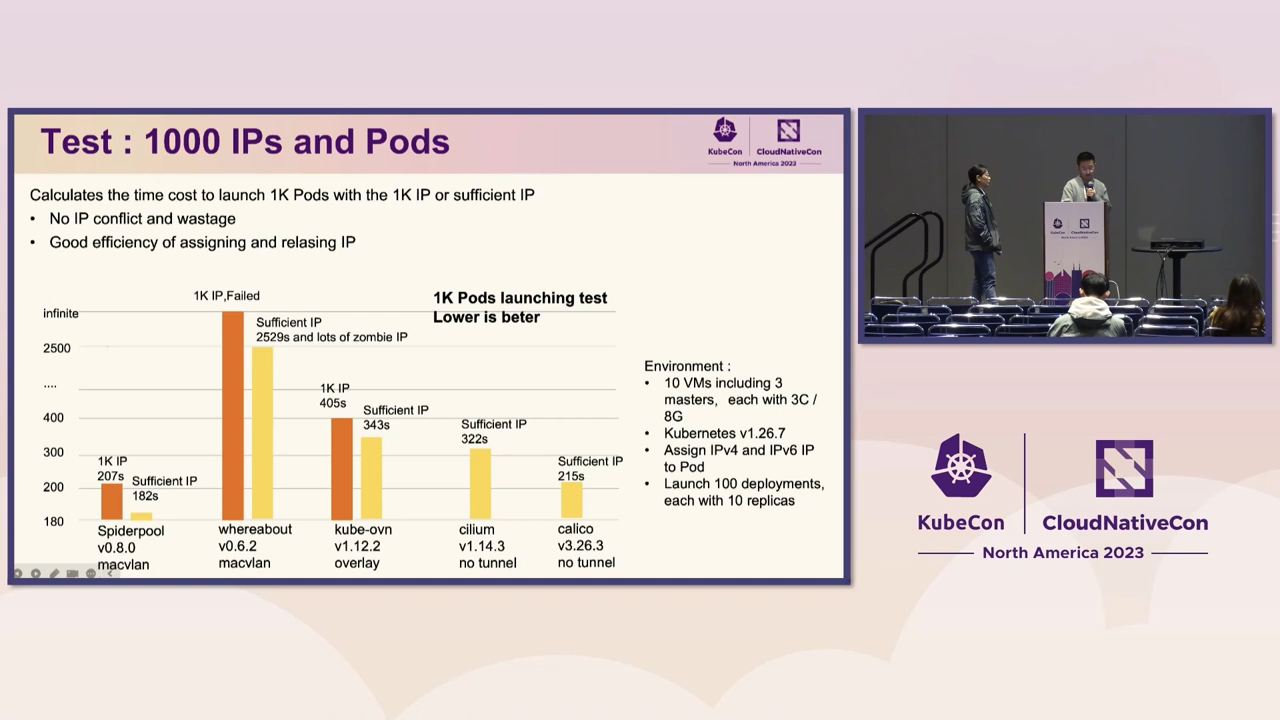 Test : 1000 IPs and Pods
KubeCon
CloudNativeCon
North America 2023
Calculates the time cost to launch 1K Pods with the 1K IP or sufficient IP
• No IP conflict and wastage
• Good efficiency of assigning and relasing IP
1K Pods launching test
Lower is beter
infinite
2500
....
400
300
200
180
1K IP,Failed
Sufficient IP
2529s and lots of zombie IP
1K IP
405s
Sufficient IP
343s
Sufficient IP
322s
Sufficient IP
215s
1K IP
207s
Sufficient IP
182s
Spiderpool
v0.8.0
macvlan
whereabout
v0.6.2
macvlan
kube-ovn
v1.12.2
overlay
cilium
v1.14.3
no tunnel
calico
v3.26.3
no tunnel
Environment :
• 10 VMs including 3
masters, each with 3C /
8G
• Kubernetes v1.26.7
• Assign IPv4 and IPv6 IP
to Pod
• Launch 100 deployments,
each with 10 replicas
KubeCon
CloudNativeCon
KubeCon
CloudNativeCon
North America 2023